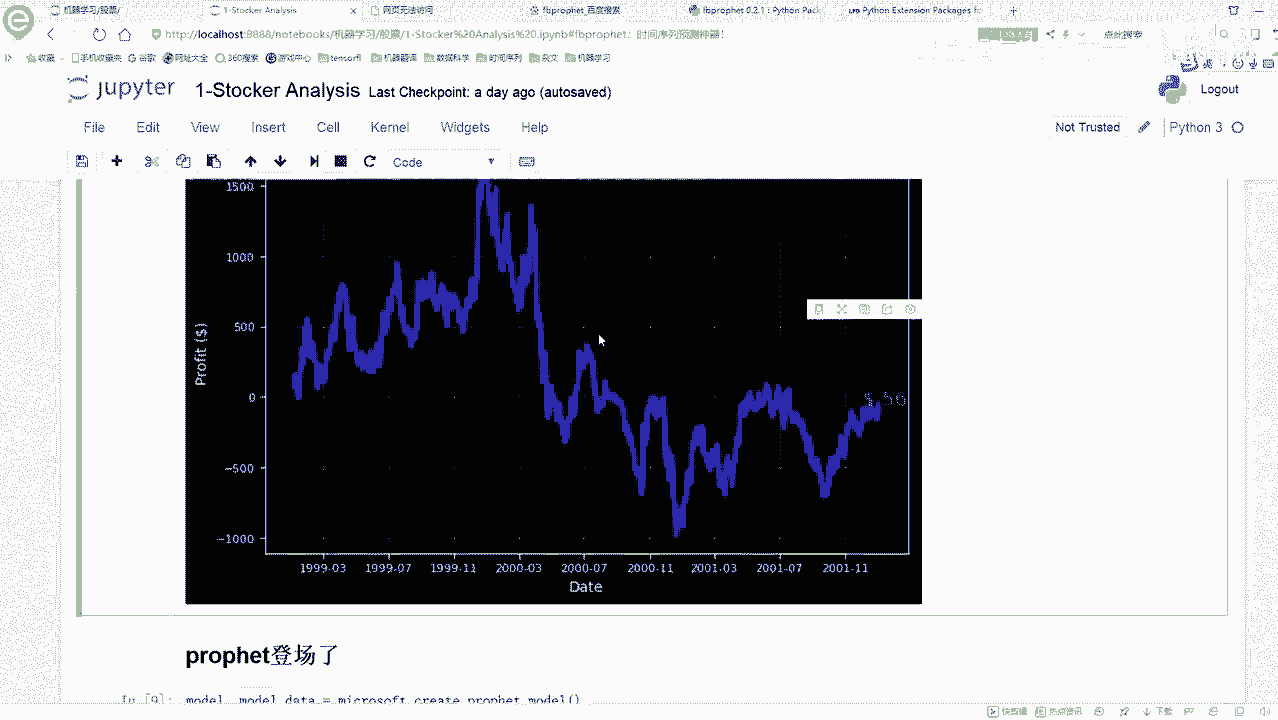 机器学习/股票/
1-Stocker Analysis
网页无法访问
fbprophet_百度搜索
fbprophet 0.2.1 : Python Pack
Python Extension Packages fo
http://localhost:8888/notebooks/机器学习/股票/1-Stocker%20Analysis%20.ipynb#fbprophet：时间序列预测神器！
点此搜索
收藏
手机收藏夹
谷歌
网址大全
360搜索
游戏中心
tensorfl
机器翻译
数据科学
时间序列
杂文
机器学习
jupyter
1-Stocker Analysis Last Checkpoint: a day ago (autosaved)
Logout
File Edit View Insert Cell Kernel Widgets Help
Not Trusted
Python 3
Code
1500
1000
500
0
−500
−1000
Profit ($)
1999-03 1999-07 1999-11 2000-03 2000-07 2000-11 2001-03 2001-07 2001-11
Date
prophet登场了
In [9]: model, model_data = microsoft.create_prophet_model()
快剪辑
热点资讯
下载